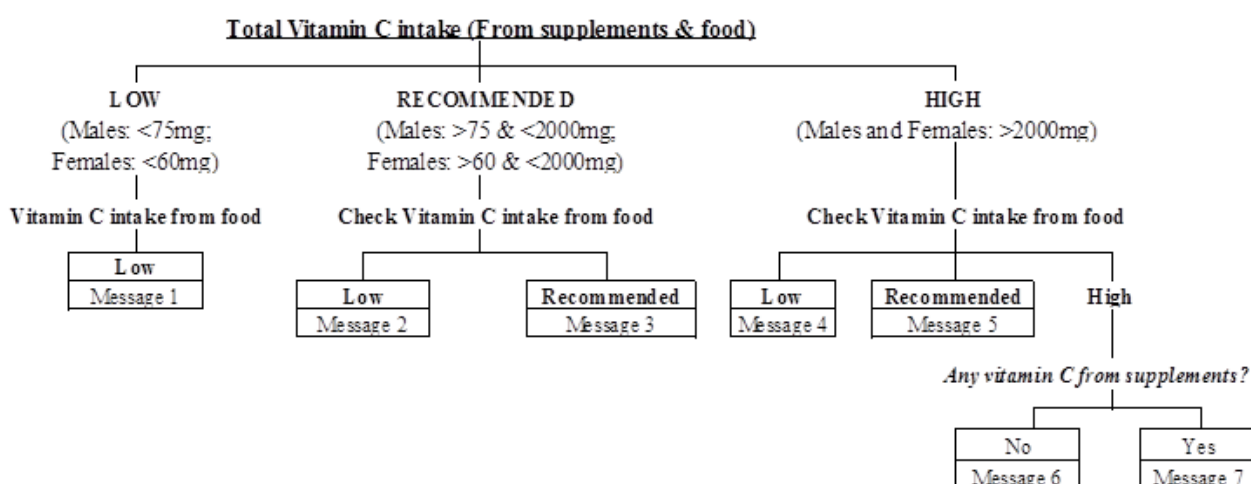 Total Vitamin C intake (From supplements & food)
LOW
(Males: <75mg;
Females: <60mg)
Vitamin C intake from food
Low
Message 1
RECOMMENDED
(Males: >75 & <2000mg;
Females: >60 & <2000mg)
Check Vitamin C intake from food
Low
Message 2
Recommended
Message 3
HIGH
(Males and Females: >2000mg)
Check Vitamin C intake from food
Low
Message 4
Recommended
Message 5
High
Any vitamin C from supplements?
No
Message 6
Yes
Message 7